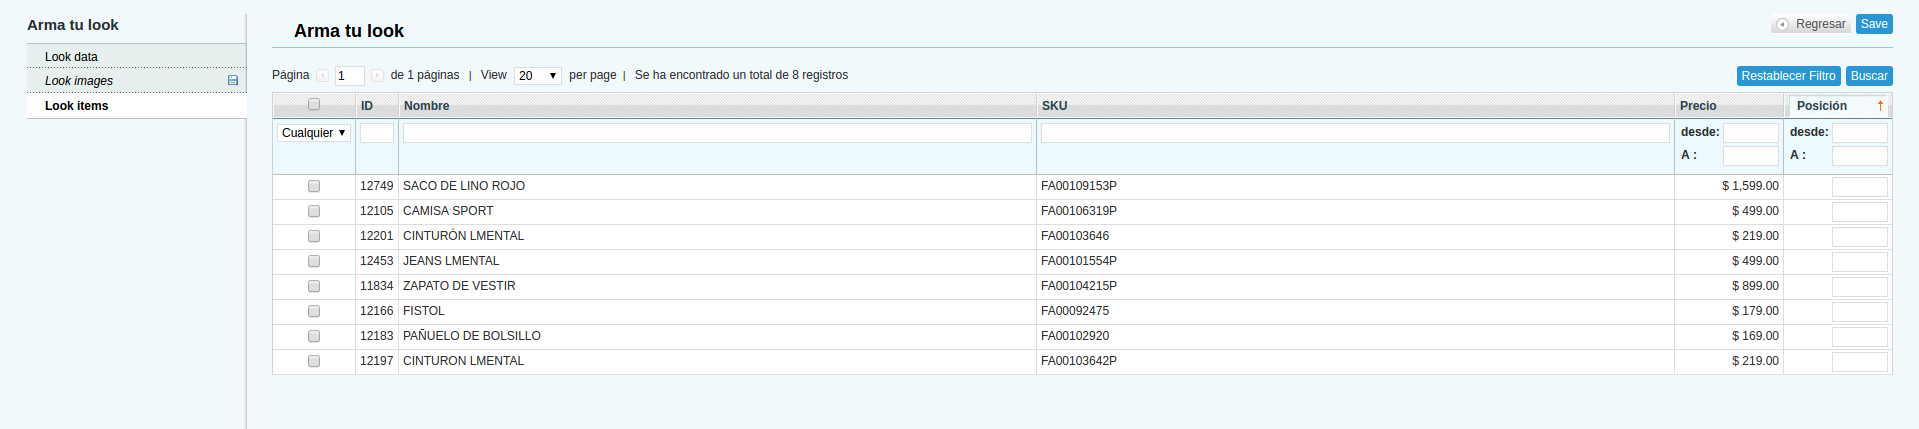 Arma tu look
Look data
Look images
Look items
Arma tu look
Regresar Save
Página 1 de 1 páginas | View 20 per page | Se ha encontrado un total de 8 registros
Restablecer Filtro Buscar
ID Nombre SKU Precio Posición
Cualquier desde: desde:
A : A :
12749 SACO DE LINO ROJO FA00109153P $ 1,599.00
12105 CAMISA SPORT FA00106319P $ 499.00
12201 CINTURÓN LMENTAL FA00103646 $ 219.00
12453 JEANS LMENTAL FA00101554P $ 499.00
11834 ZAPATO DE VESTIR FA00104215P $ 899.00
12166 FISTOL FA00092475 $ 179.00
12183 PAÑUELO DE BOLSILLO FA00102920 $ 169.00
12197 CINTURON LMENTAL FA00103642P $ 219.00